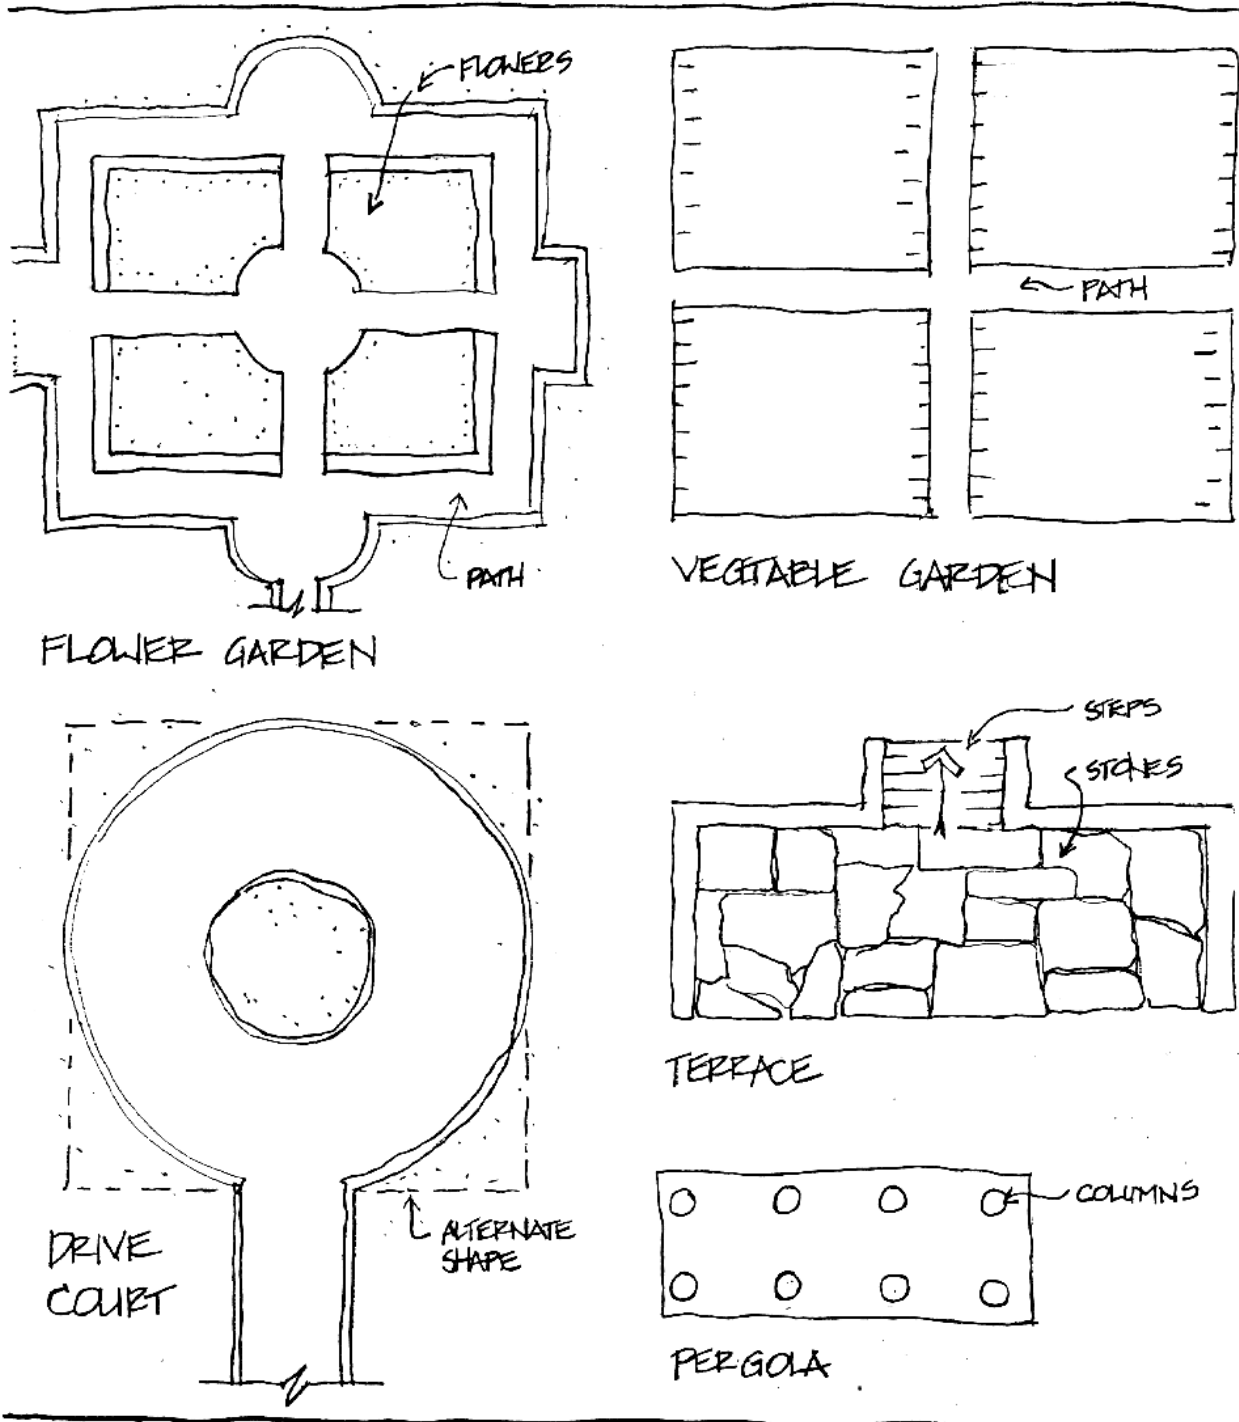 FLOWERS
PATH
FLOWER GARDEN
PATH
VEGETABLE GARDEN
DRIVE
COURT
ALTERNATE
SHAPE
STEPS
STONES
TERRACE
COLUMNS
PERGOLA